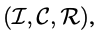 (ℐ, 𝒞, ℛ),